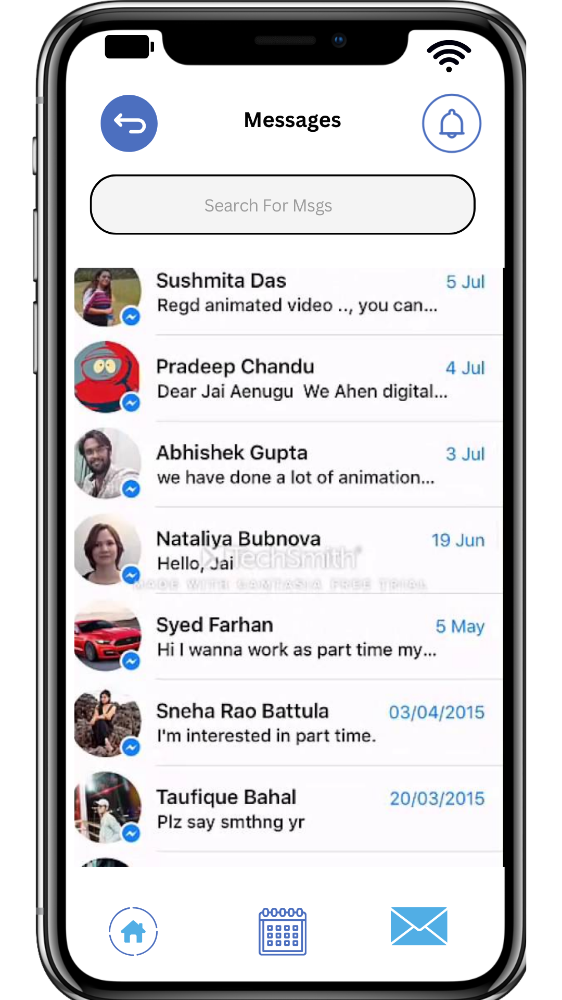 Messages
Search For Msgs
Sushmita Das 5 Jul
Regd animated video .., you can...
Pradeep Chandu 4 Jul
Dear Jai Aenugu  We Ahen digital...
Abhishek Gupta 3 Jul
we have done a lot of animation...
Nataliya Bubnova 19 Jun
Hello, Jai
TechSmith®
MADE WITH CAMTASIA FREE TRIAL
Syed Farhan 5 May
Hi I wanna work as part time my...
Sneha Rao Battula 03/04/2015
I'm interested in part time.
Taufique Bahal 20/03/2015
Plz say smthng yr